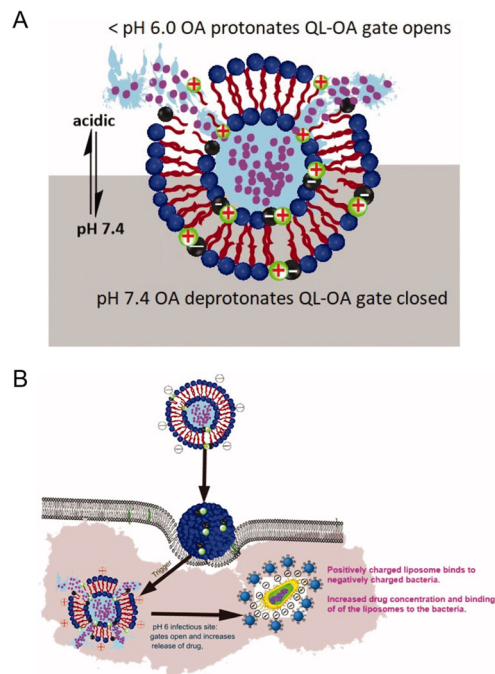 A
< pH 6.0 OA protonates QL-OA gate opens
acidic
pH 7.4
pH 7.4 OA deprotonates QL-OA gate closed
B
Trigger
pH 6 infectious site:
gates open and increases
release of drug,
Positively charged liposome binds to
negatively charged bacteria.
Increased drug concentration and binding
of of the liposomes to the bacteria.